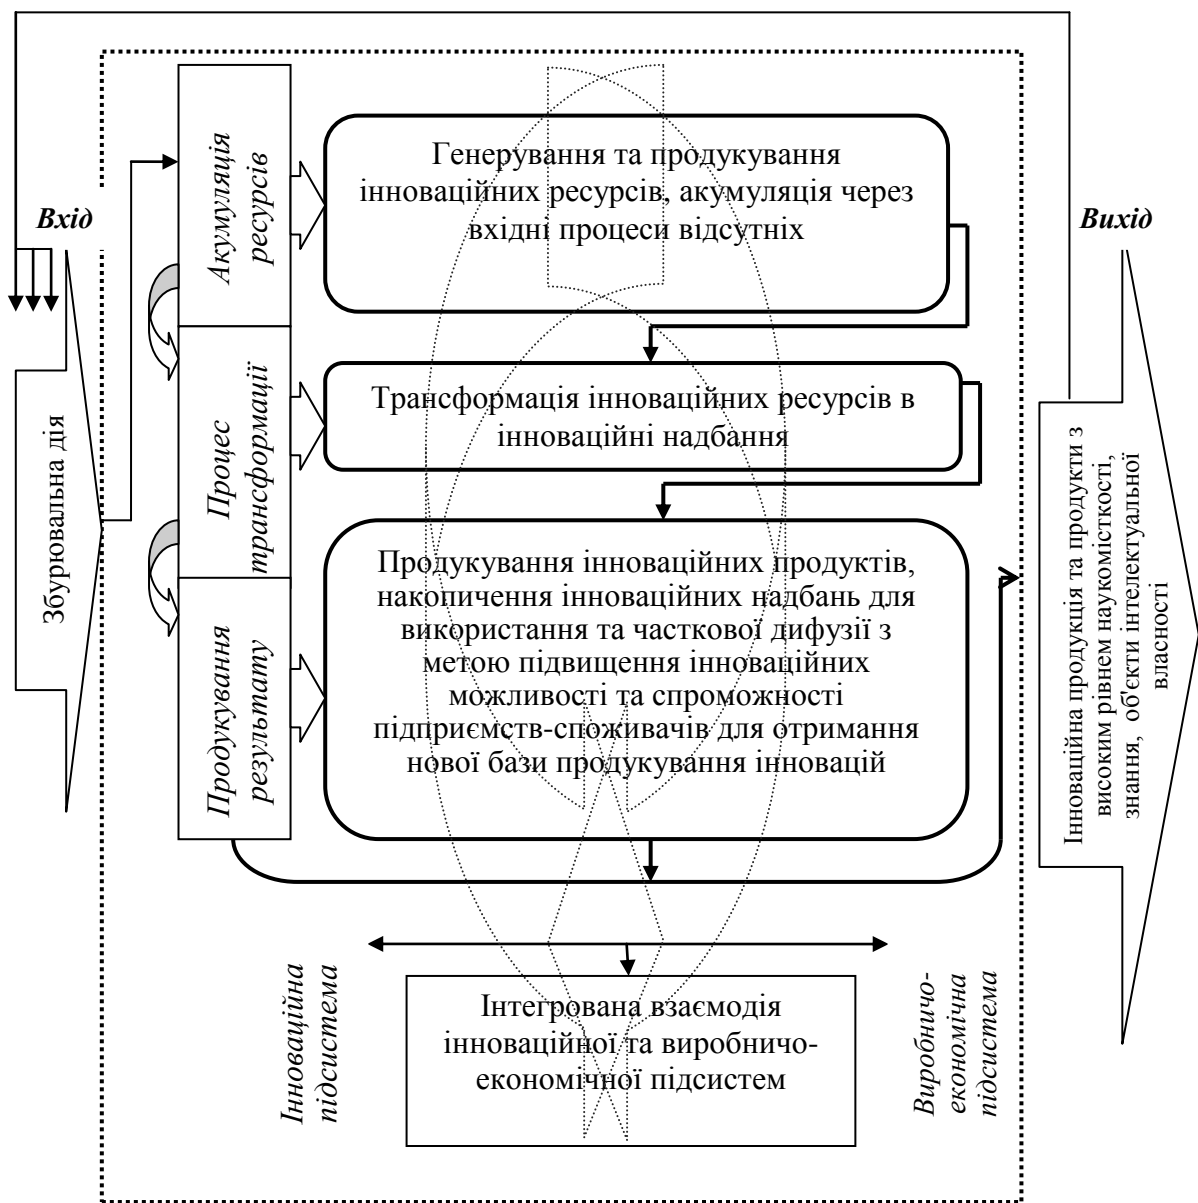 Вхід
Збурювальна дія
Акумуляція
ресурсів
Генерування та продукування
інноваційних ресурсів, акумуляція через
вхідні процеси відсутніх
Процес
трансформації
Трансформація інноваційних ресурсів в
інноваційні надбання
Продукування
результату
Продукування інноваційних продуктів,
накопичення інноваційних надбань для
використання та часткової дифузії з
метою підвищення інноваційних
можливості та спроможності
підприємств-споживачів для отримання
нової бази продукування інновацій
Інноваційна
підсистема
Інтегрована взаємодія
інноваційної та виробничо-
економічної підсистем
Виробничо-
економічна
підсистема
Вихід
Інноваційна продукція та продукти з
високим рівнем наукомісткості,
знання, об'єкти інтелектуальної
власності